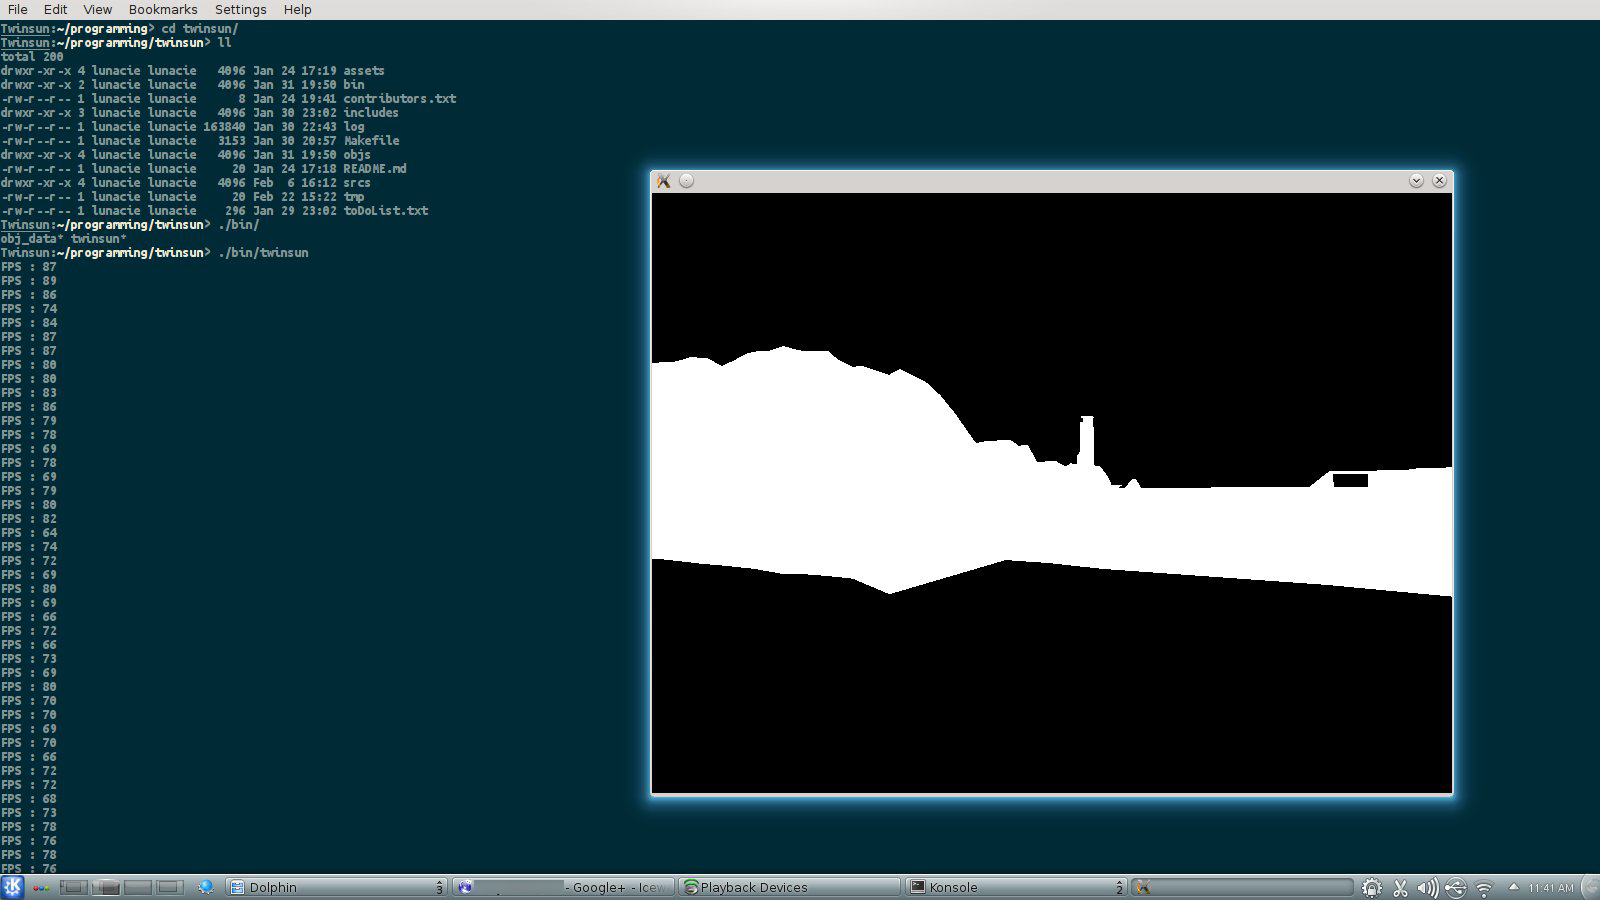 File Edit View Bookmarks Settings Help
Twinsun:~/programming> cd twinsun/
Twinsun:~/programming/twinsun> ll
total 200
drwxr-xr-x 4 lunacie lunacie   4096 Jan 24 17:19 assets
drwxr-xr-x 2 lunacie lunacie   4096 Jan 31 19:50 bin
-rw-r--r-- 1 lunacie lunacie      8 Jan 24 19:41 contributors.txt
drwxr-xr-x 3 lunacie lunacie   4096 Jan 30 23:02 includes
-rw-r--r-- 1 lunacie lunacie 163840 Jan 30 22:43 log
-rw-r--r-- 1 lunacie lunacie   3153 Jan 30 20:57 Makefile
drwxr-xr-x 4 lunacie lunacie   4096 Jan 31 19:50 objs
-rw-r--r-- 1 lunacie lunacie     20 Jan 24 17:18 README.md
drwxr-xr-x 4 lunacie lunacie   4096 Feb  6 16:12 srcs
-rw-r--r-- 1 lunacie lunacie     20 Feb 22 15:22 tmp
-rw-r--r-- 1 lunacie lunacie    296 Jan 29 23:02 toDoList.txt
Twinsun:~/programming/twinsun> ./bin/
obj_data* twinsun*
Twinsun:~/programming/twinsun> ./bin/twinsun
FPS : 87
FPS : 89
FPS : 86
FPS : 74
FPS : 84
FPS : 87
FPS : 87
FPS : 80
FPS : 80
FPS : 83
FPS : 86
FPS : 79
FPS : 78
FPS : 69
FPS : 78
FPS : 69
FPS : 79
FPS : 80
FPS : 82
FPS : 64
FPS : 74
FPS : 72
FPS : 69
FPS : 80
FPS : 69
FPS : 66
FPS : 72
FPS : 66
FPS : 73
FPS : 69
FPS : 80
FPS : 70
FPS : 70
FPS : 69
FPS : 70
FPS : 66
FPS : 72
FPS : 72
FPS : 68
FPS : 73
FPS : 78
FPS : 76
FPS : 78
FPS : 76
Dolphin 3 - Google+ - Icew Playback Devices Konsole 2 11:41 AM